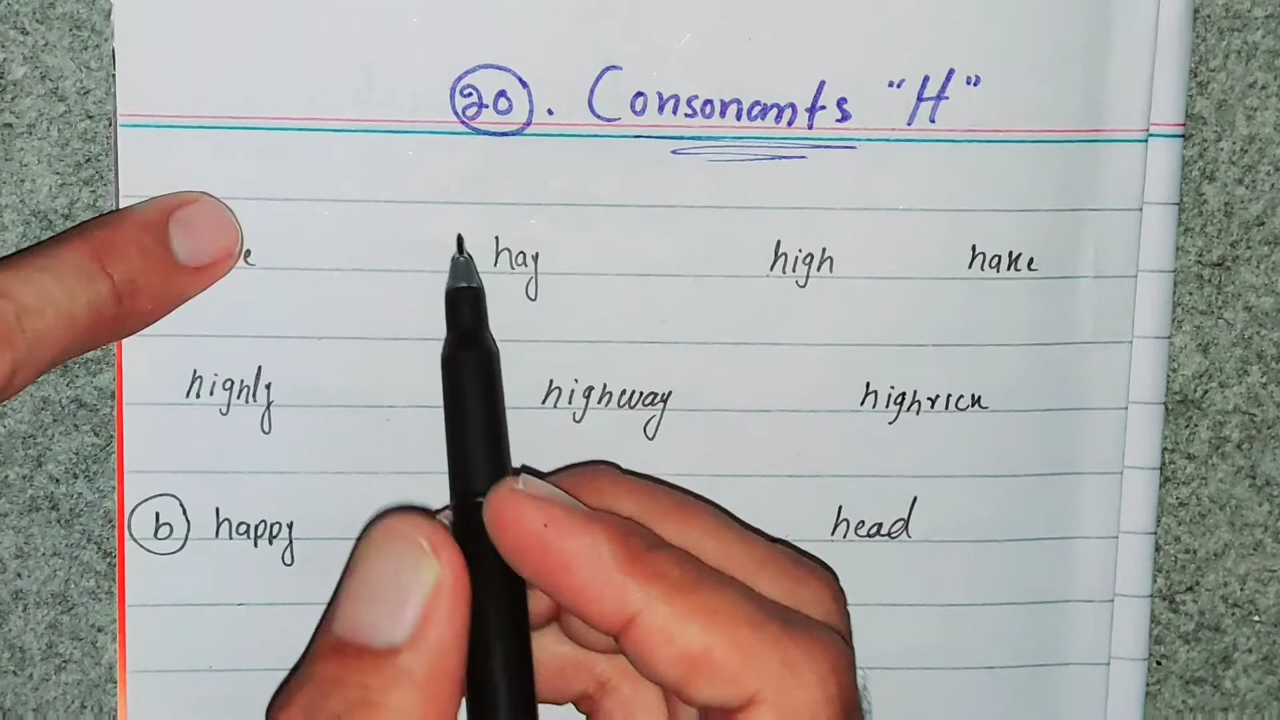 20. Consonants "H"
hay high hake
highly highway highrich
b happy head